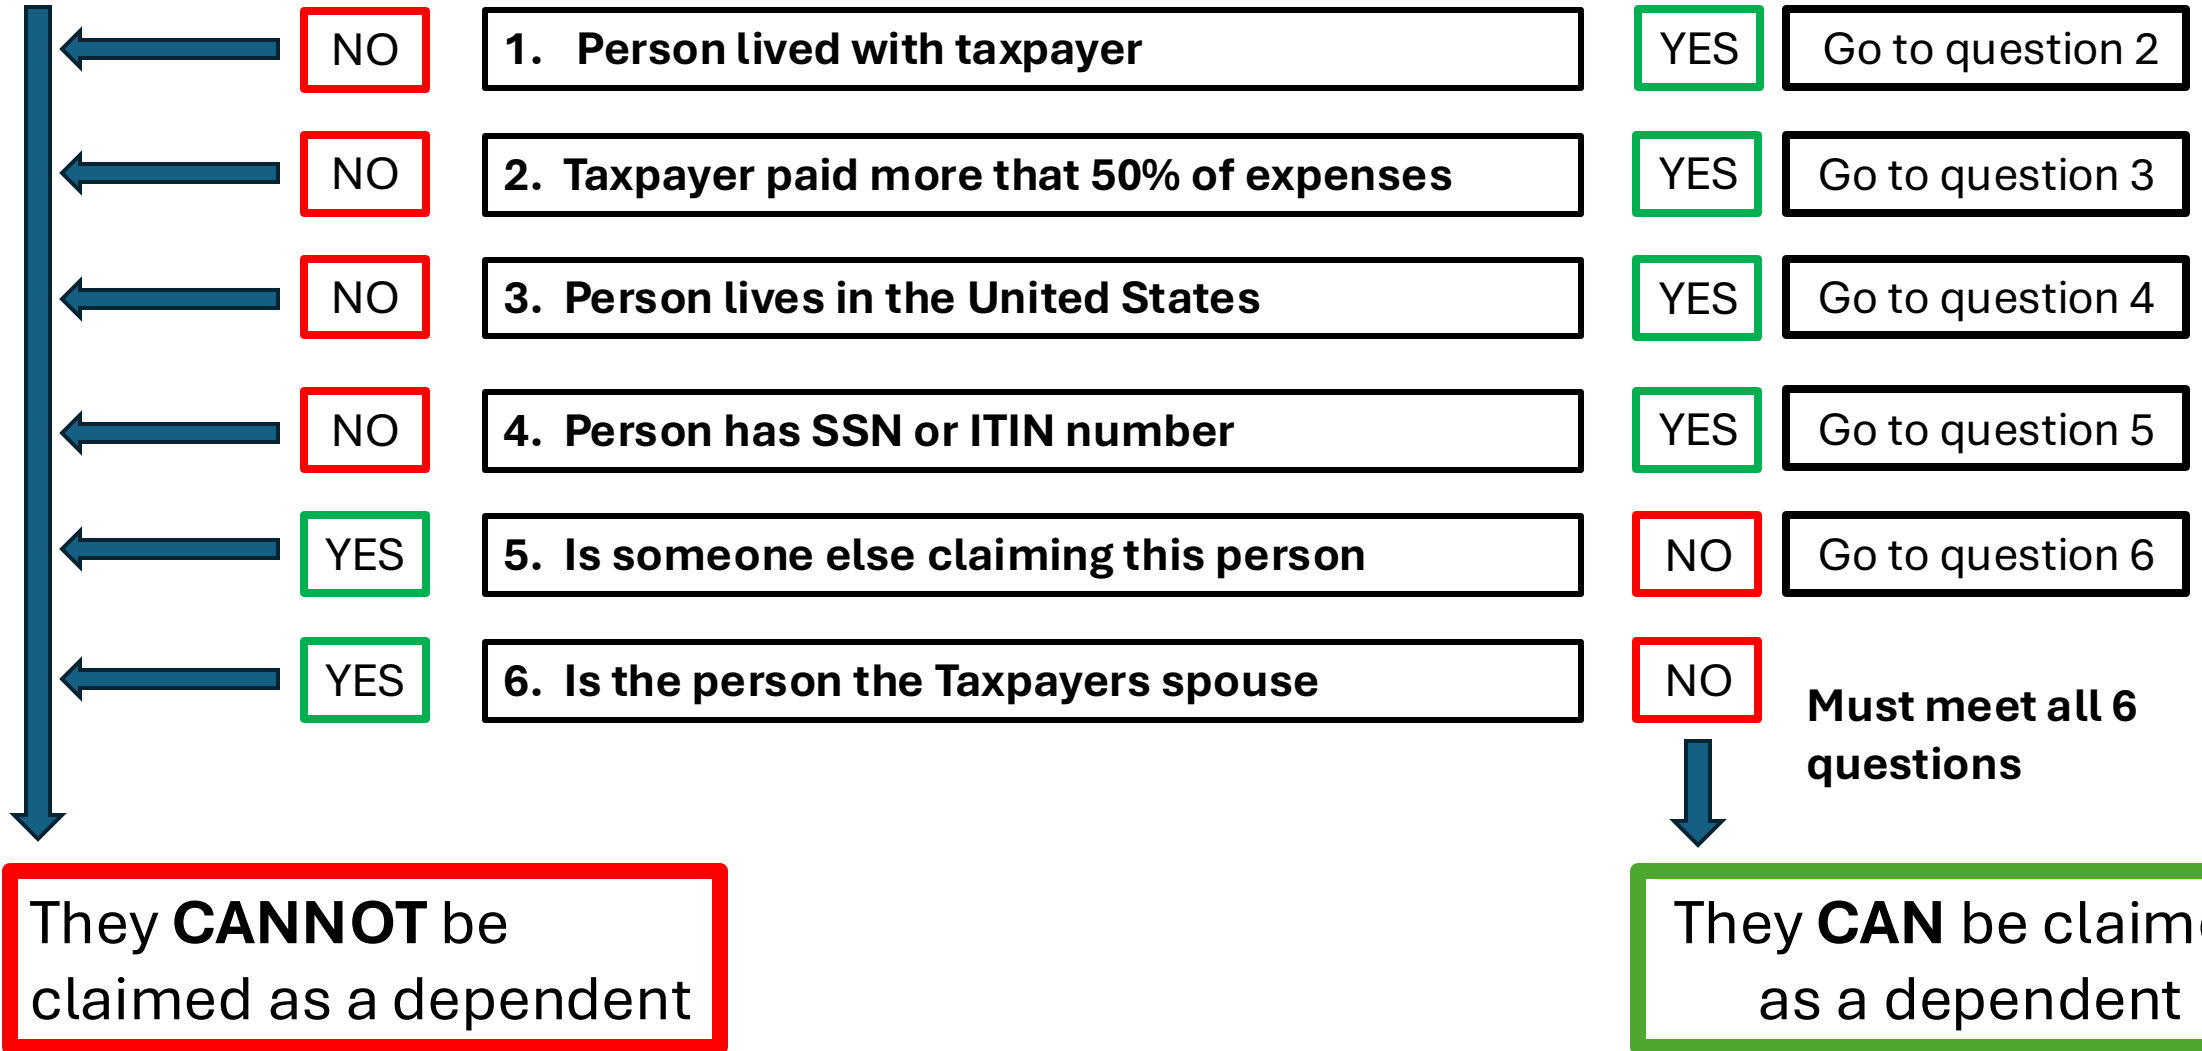 NO 1. Person lived with taxpayer YES Go to question 2
NO 2. Taxpayer paid more that 50% of expenses YES Go to question 3
NO 3. Person lives in the United States YES Go to question 4
NO 4. Person has SSN or ITIN number YES Go to question 5
YES 5. Is someone else claiming this person NO Go to question 6
YES 6. Is the person the Taxpayers spouse NO
Must meet all 6
questions
They CANNOT be
claimed as a dependent
They CAN be claim
as a dependent